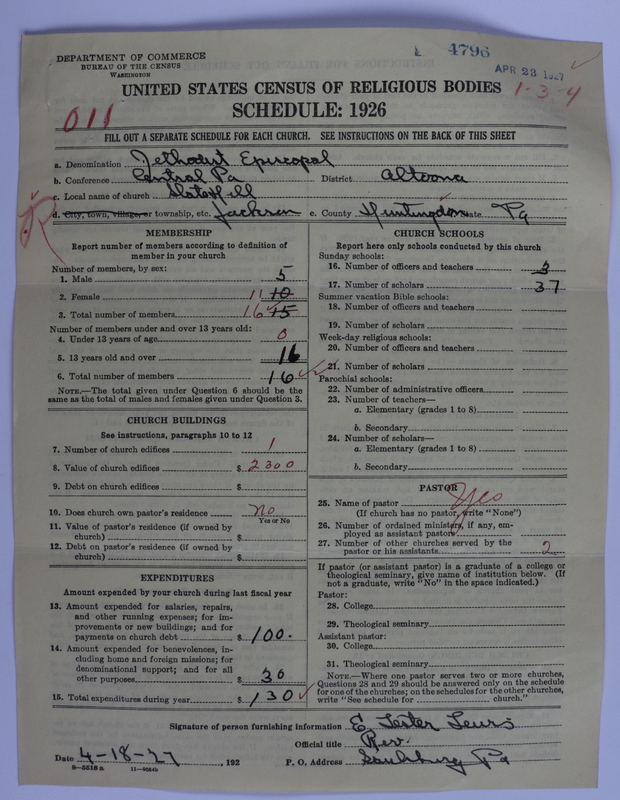 4796
APR 23 1927
DEPARTMENT OF COMMERCE
BUREAU OF THE CENSUS
WASHINGTON
UNITED STATES CENSUS OF RELIGIOUS BODIES
1-3-4
011
SCHEDULE: 1926
FILL OUT A SEPARATE SCHEDULE FOR EACH CHURCH. SEE INSTRUCTIONS ON THE BACK OF THIS SHEET
a. Denomination Methodist Episcopal
b. Conference Central Pa District Altoona
c. Local name of church Slate Hill
d. City, town, village, or township, etc. Jackson e. County Huntingdon State Pa
MEMBERSHIP
Report number of members according to definition of member in your church
Number of members, by sex:
1. Male 5
2. Female 11 10
3. Total number of members 16 15
Number of members under and over 13 years old:
4. Under 13 years of age 0
5. 13 years old and over 16
6. Total number of members 16
NOTE.—The total given under Question 6 should be the same as the total of males and females given under Question 3.
CHURCH BUILDINGS
See instructions, paragraphs 10 to 12
7. Number of church edifices 1
8. Value of church edifices $ 2300
9. Debt on church edifices $
10. Does church own pastor's residence No
Yes or No
11. Value of pastor's residence (if owned by church) $
12. Debt on pastor's residence (if owned by church) $
EXPENDITURES
Amount expended by your church during last fiscal year
13. Amount expended for salaries, repairs, and other running expenses; for improvements or new buildings; and for payments on church debt $ 100.
14. Amount expended for benevolences, including home and foreign missions; for denominational support; and for all other purposes $ 30
15. Total expenditures during year $ 130
CHURCH SCHOOLS
Report here only schools conducted by this church
Sunday schools:
16. Number of officers and teachers 3
17. Number of scholars 37
Summer vacation Bible schools:
18. Number of officers and teachers
19. Number of scholars
Week-day religious schools:
20. Number of officers and teachers
21. Number of scholars
Parochial schools:
22. Number of administrative officers
23. Number of teachers—
a. Elementary (grades 1 to 8)
b. Secondary
24. Number of scholars—
a. Elementary (grades 1 to 8)
b. Secondary
PASTOR
25. Name of pastor Yes
(If church has no pastor, write "None")
26. Number of ordained ministers, if any, employed as assistant pastors
27. Number of other churches served by the pastor or his assistants 2
If pastor (or assistant pastor) is a graduate of a college or theological seminary, give name of institution below. (If not a graduate, write "No" in the space indicated.)
Pastor:
28. College
29. Theological seminary
Assistant pastor:
30. College
31. Theological seminary
NOTE.—Where one pastor serves two or more churches, Questions 28 and 29 should be answered only on the schedule for one of the churches; on the schedules for the other churches, write "See schedule for church."
Signature of person furnishing information E. Lester
Official title Rev.
Date 4-18-27, 192 P. O. Address Saulsburg Pa
8—5518 a 11—9034b